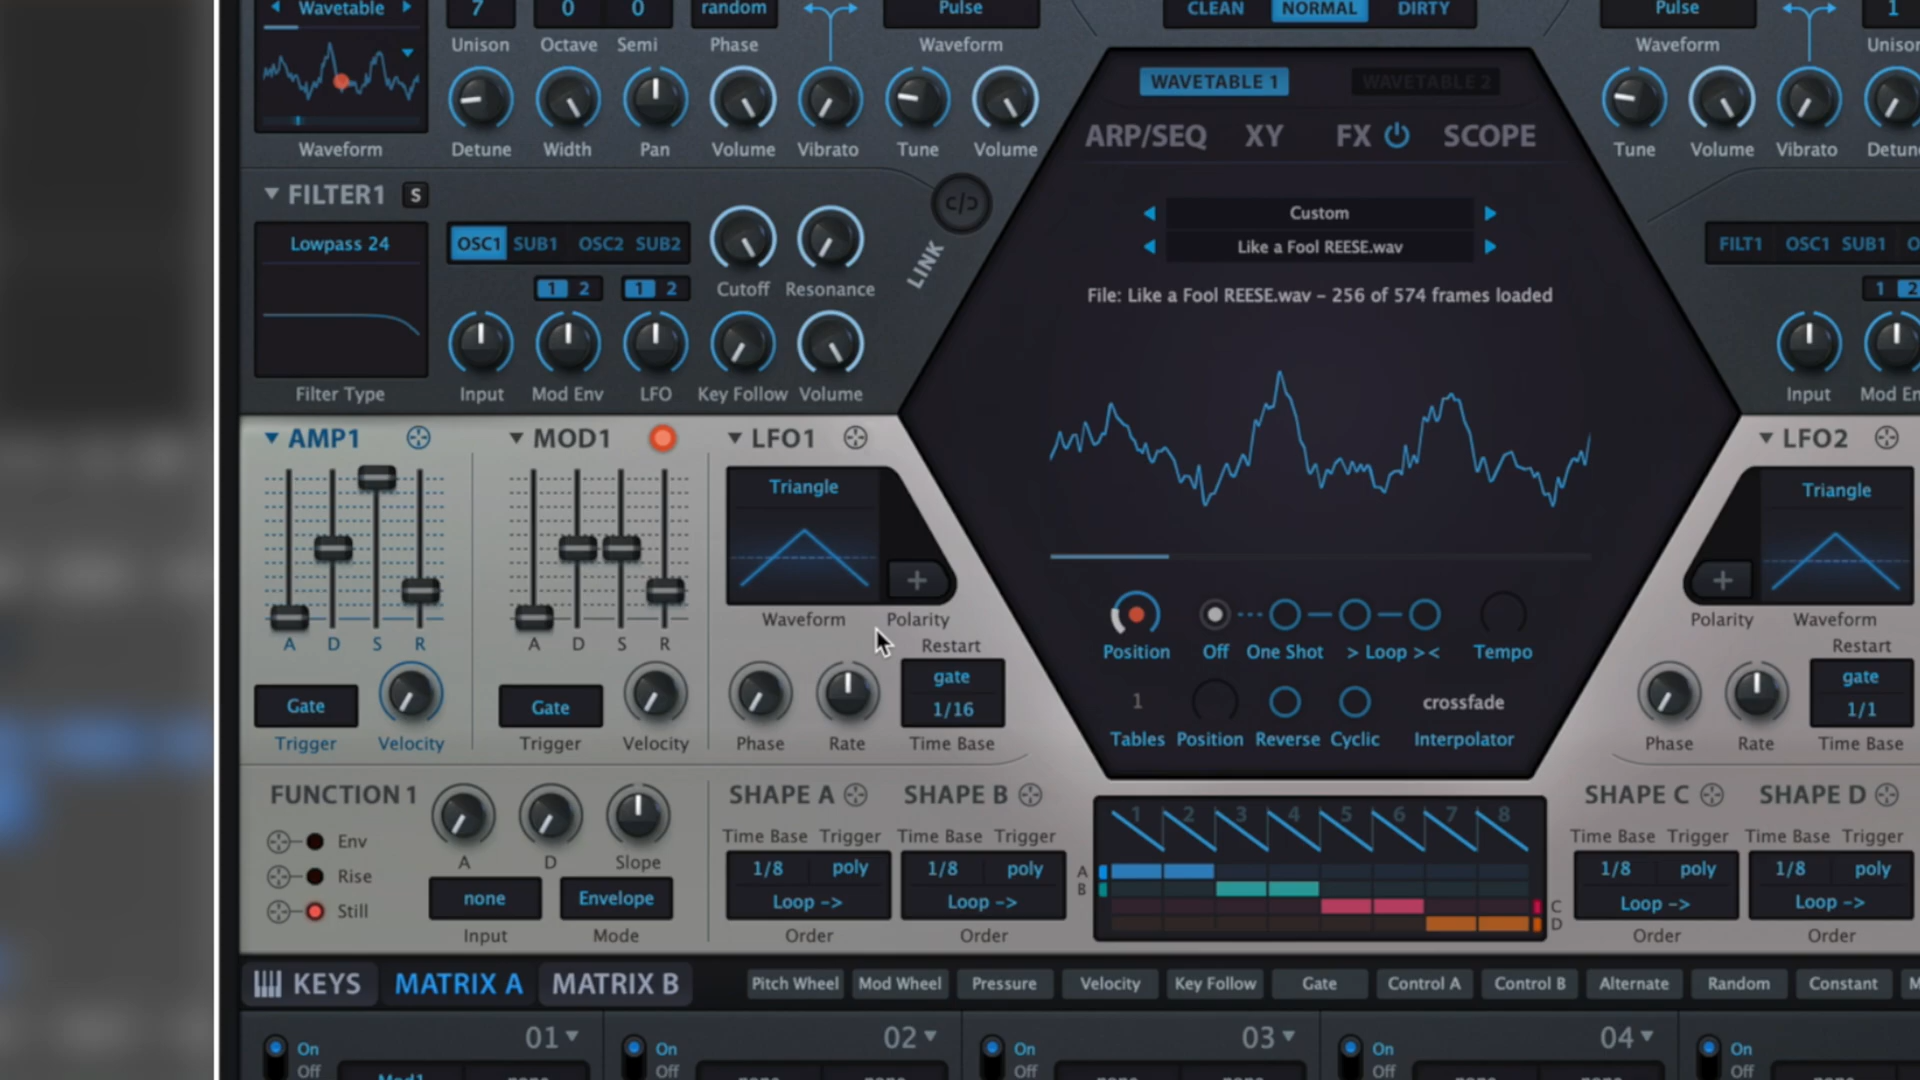 Wavetable
7
0
0
random
Pulse
CLEAN NORMAL DIRTY
Pulse
1
Unison Octave Semi Phase Waveform
Waveform
WAVETABLE 1 WAVETABLE 2
ARP/SEQ XY FX SCOPE
Waveform Detune Width Pan Volume Vibrato Tune Volume
Tune Volume Vibrato
FILTER1 S
Lowpass 24
OSC1 SUB1 OSC2 SUB2
C/C
LINK
Custom
Like a Fool REESE.wav
File: Like a Fool REESE.wav – 256 of 574 frames loaded
FILT1 OSC1 SUB1
1 2
1 2
1 2
Cutoff Resonance
Filter Type Input Mod Env LFO Key Follow Volume
Input
AMP1 MOD1 LFO1
LFO2
Triangle
Triangle
Waveform Polarity
Polarity Waveform
A D S R
A D S R
Restart
gate
1/16
Restart
gate
1/1
Gate
Gate
Trigger Velocity
Trigger Velocity
Phase Rate Time Base
Phase Rate Time Base
Position Off One Shot > Loop >< Tempo
1 crossfade
Tables Position Reverse Cyclic Interpolator
FUNCTION 1
Env
Rise
Still
A D Slope
none Envelope
Input Mode
SHAPE A SHAPE B
Time Base Trigger Time Base Trigger
1/8 poly 1/8 poly
Loop -> Loop ->
Order Order
1 2 3 4 5 6 7 8
A
B
C
D
SHAPE C SHAPE D
Time Base Trigger Time Base Trigger
1/8 poly 1/8 poly
Loop -> Loop ->
Order Order
KEYS MATRIX A MATRIX B
Pitch Wheel Mod Wheel Pressure Velocity Key Follow Gate Control A Control B Alternate Random Constant
01 02 03 04
On On On On On
Off Off Off Off Off